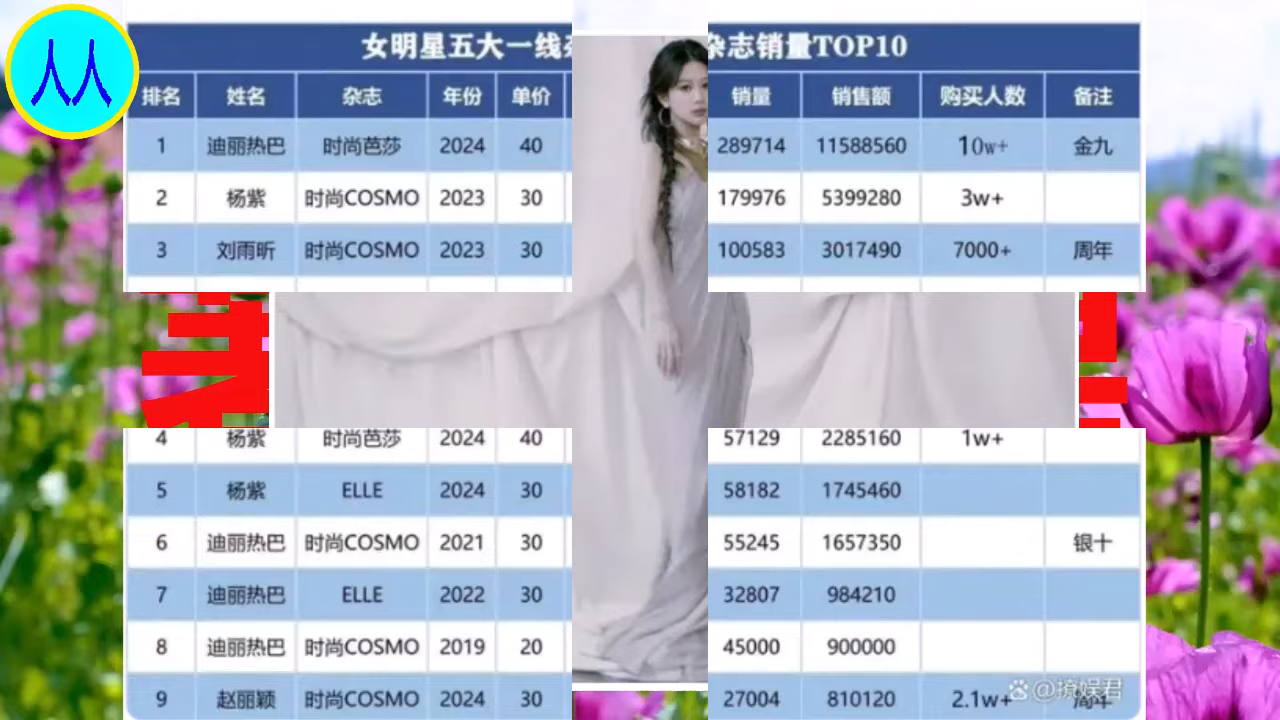 女明星五大一线杂志销量TOP10
排名 姓名 杂志 年份 单价 销量 销售额 购买人数 备注
1 迪丽热巴 时尚芭莎 2024 40 289714 11588560 10w+ 金九
2 杨紫 时尚COSMO 2023 30 179976 5399280 3w+
3 刘雨昕 时尚COSMO 2023 30 100583 3017490 7000+ 周年
4 杨紫 时尚芭莎 2024 40 57129 2285160 1w+
5 杨紫 ELLE 2024 30 58182 1745460
6 迪丽热巴 时尚COSMO 2021 30 55245 1657350 银十
7 迪丽热巴 ELLE 2022 30 32807 984210
8 迪丽热巴 时尚COSMO 2019 20 45000 900000
9 赵丽颖 时尚COSMO 2024 30 27004 810120 2.1w+ 周年
@搅娱君